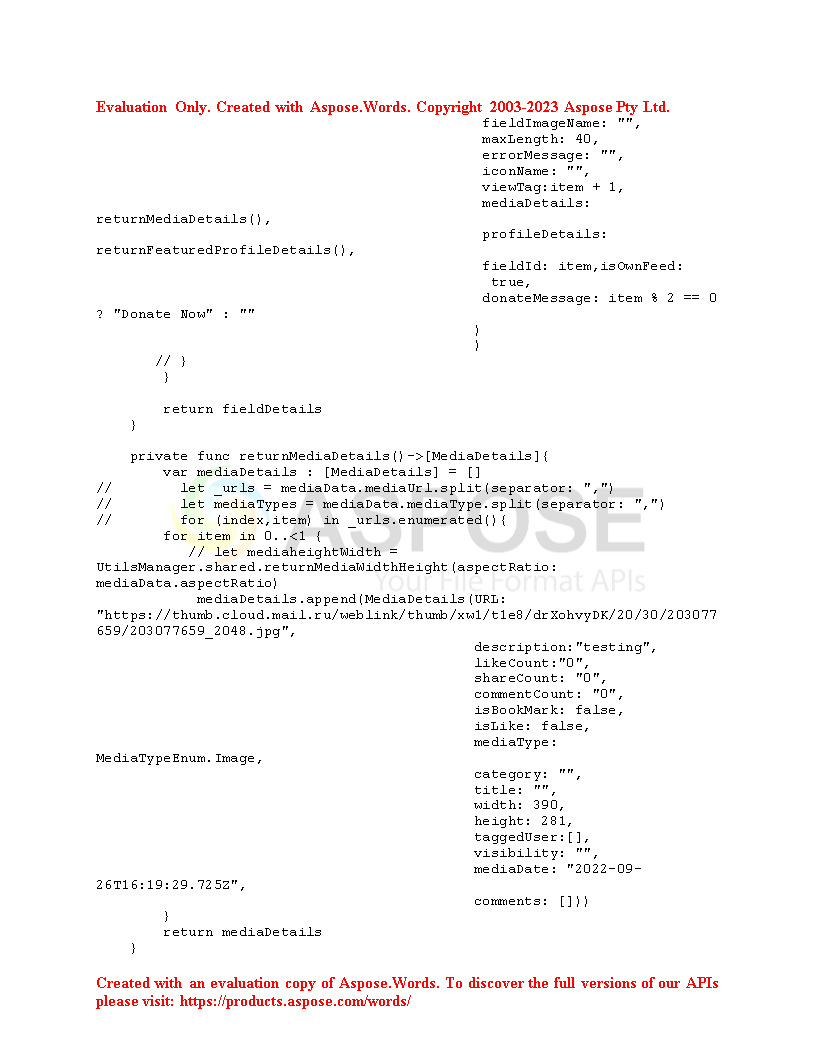 Evaluation Only. Created with Aspose.Words. Copyright 2003-2023 Aspose Pty Ltd.
fieldImageName: "",
maxLength: 40,
errorMessage: "",
iconName: "",
viewTag:item + 1,
mediaDetails:
returnMediaDetails(),
profileDetails:
returnFeaturedProfileDetails(),
fieldId: item,isOwnFeed:
true,
donateMessage: item % 2 == 0
? "Donate Now" : ""
)
)
// }
}
return fieldDetails
}
private func returnMediaDetails()->[MediaDetails]{
var mediaDetails : [MediaDetails] = []
// let _urls = mediaData.mediaUrl.split(separator: ",")
// let mediaTypes = mediaData.mediaType.split(separator: ",")
// for (index,item) in _urls.enumerated(){
for item in 0..<1 {
// let mediaheightWidth =
UtilsManager.shared.returnMediaWidthHeight(aspectRatio:
mediaData.aspectRatio)
mediaDetails.append(MediaDetails(URL:
"https://thumb.cloud.mail.ru/weblink/thumb/xw1/t1e8/drXohvyDK/20/30/203077
659/203077659_2048.jpg",
description:"testing",
likeCount:"0",
shareCount: "0",
commentCount: "0",
isBookMark: false,
isLike: false,
mediaType:
MediaTypeEnum.Image,
category: "",
title: "",
width: 390,
height: 281,
taggedUser:[],
visibility: "",
mediaDate: "2022-09-
26T16:19:29.725Z",
comments: []))
}
return mediaDetails
}
ASPOSE
Your File Format APIs
Created with an evaluation copy of Aspose.Words. To discover the full versions of our APIs
please visit: https://products.aspose.com/words/